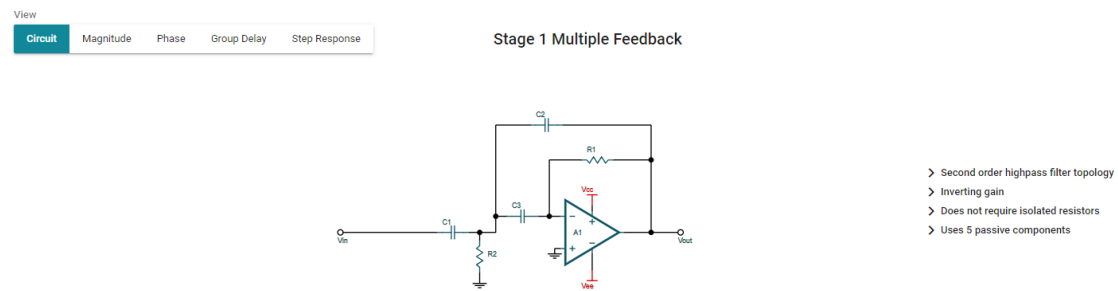 View
Circuit Magnitude Phase Group Delay Step Response
Stage 1 Multiple Feedback
C2
R1
Vcc
C3
C1
A1
Vin
Vout
R2
Vee
Second order highpass filter topology
Inverting gain
Does not require isolated resistors
Uses 5 passive components